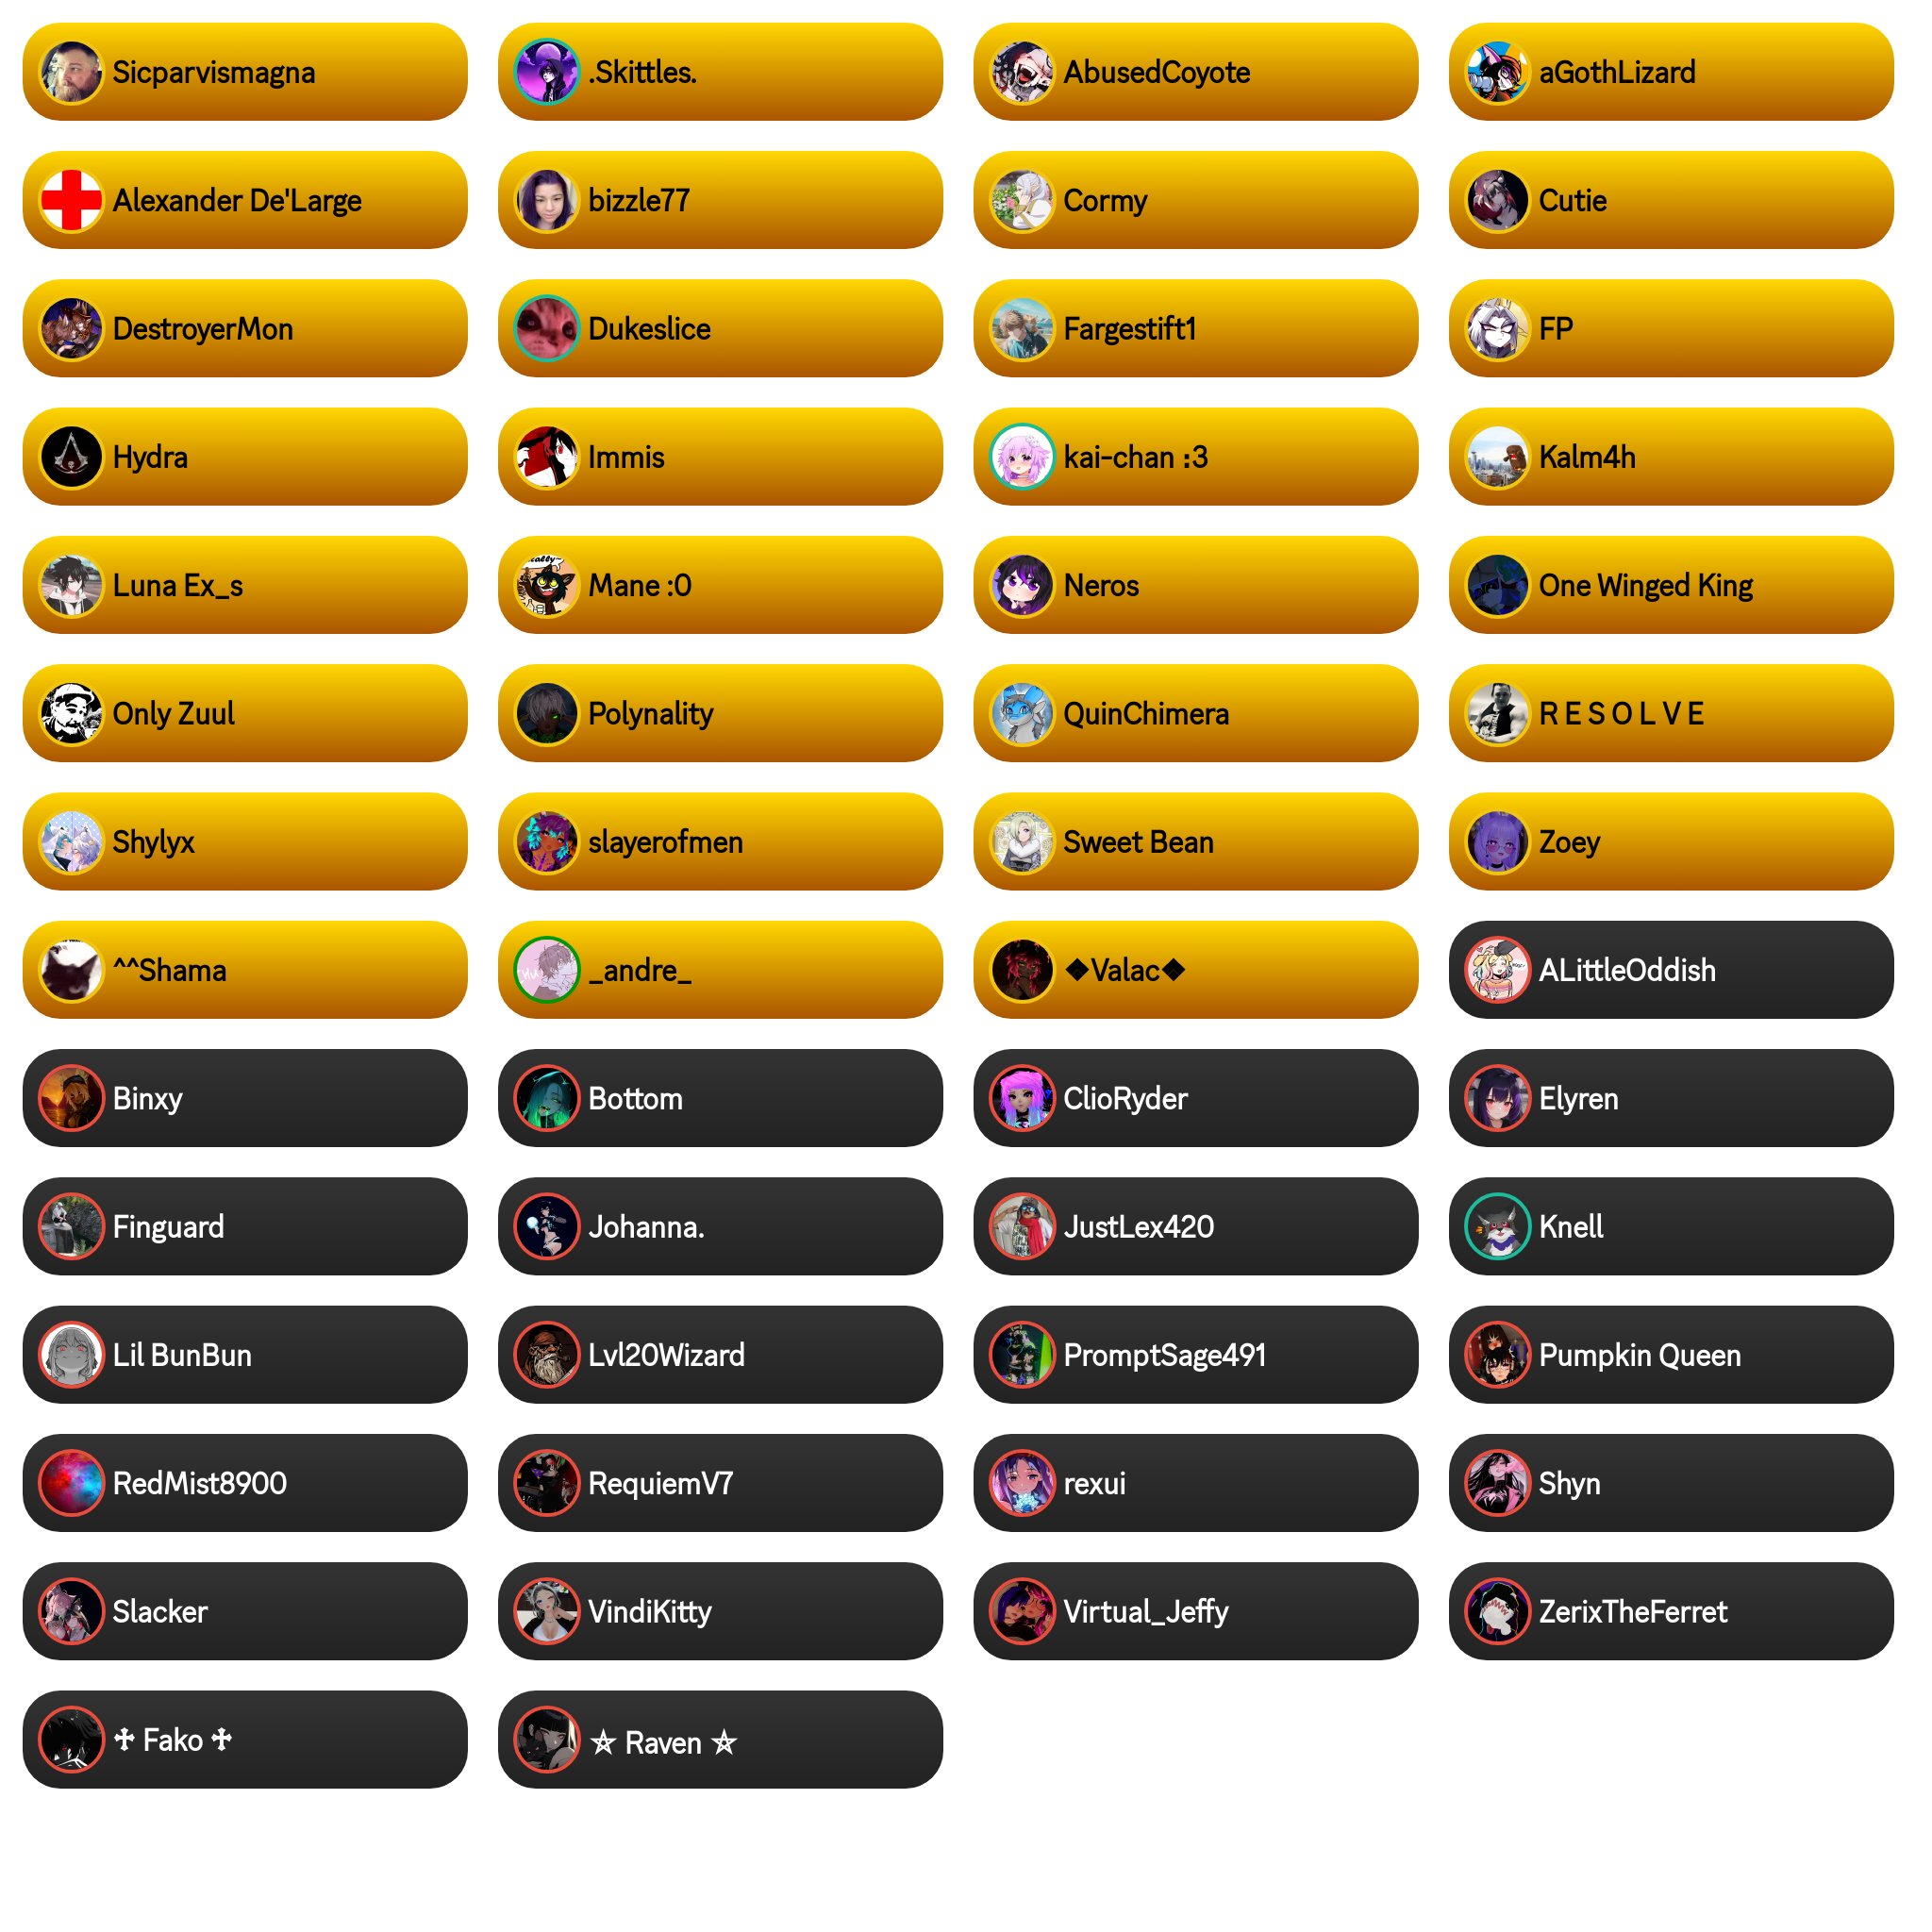 Sicparvismagna
.Skittles.
AbusedCoyote
aGothLizard
Alexander De'Large
bizzle77
Cormy
Cutie
DestroyerMon
Dukeslice
Fargestift1
FP
Hydra
Immis
kai-chan :3
Kalm4h
Luna Ex_s
Mane :0
Neros
One Winged King
Only Zuul
Polynality
QuinChimera
R E S O L V E
Shylyx
slayerofmen
Sweet Bean
Zoey
^^Shama
_andre_
❖Valac❖
ALittleOddish
Binxy
Bottom
ClioRyder
Elyren
Finguard
Johanna.
JustLex420
Knell
Lil BunBun
Lvl20Wizard
PromptSage491
Pumpkin Queen
RedMist8900
RequiemV7
rexui
Shyn
Slacker
VindiKitty
Virtual_Jeffy
ZerixTheFerret
♱ Fako ♱
⛤ Raven ⛤